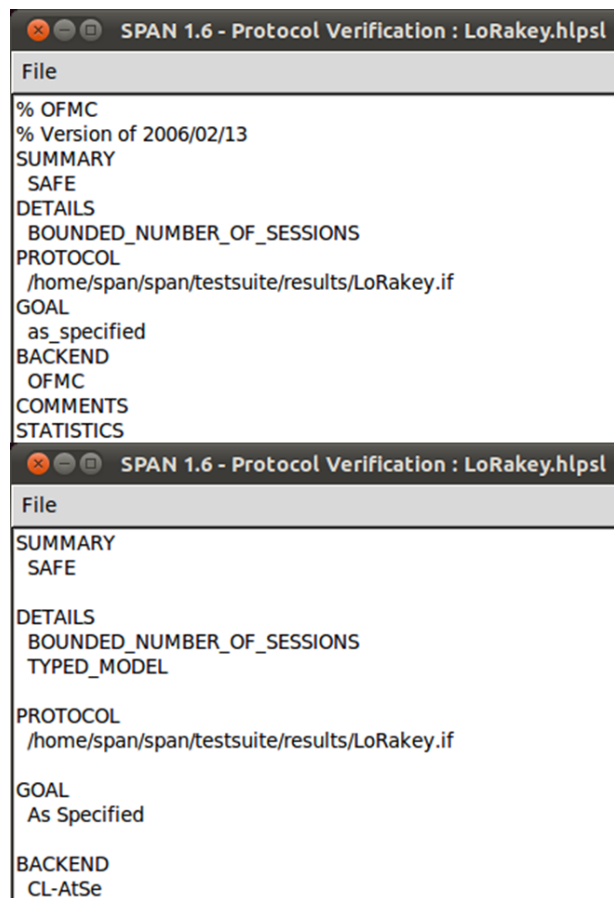 SPAN 1.6 - Protocol Verification : LoRakey.hlpsl
File
% OFMC
% Version of 2006/02/13
SUMMARY
SAFE
DETAILS
BOUNDED_NUMBER_OF_SESSIONS
PROTOCOL
/home/span/span/testsuite/results/LoRakey.if
GOAL
as_specified
BACKEND
OFMC
COMMENTS
STATISTICS
SPAN 1.6 - Protocol Verification : LoRakey.hlpsl
File
SUMMARY
SAFE
DETAILS
BOUNDED_NUMBER_OF_SESSIONS
TYPED_MODEL
PROTOCOL
/home/span/span/testsuite/results/LoRakey.if
GOAL
As Specified
BACKEND
CL-AtSe